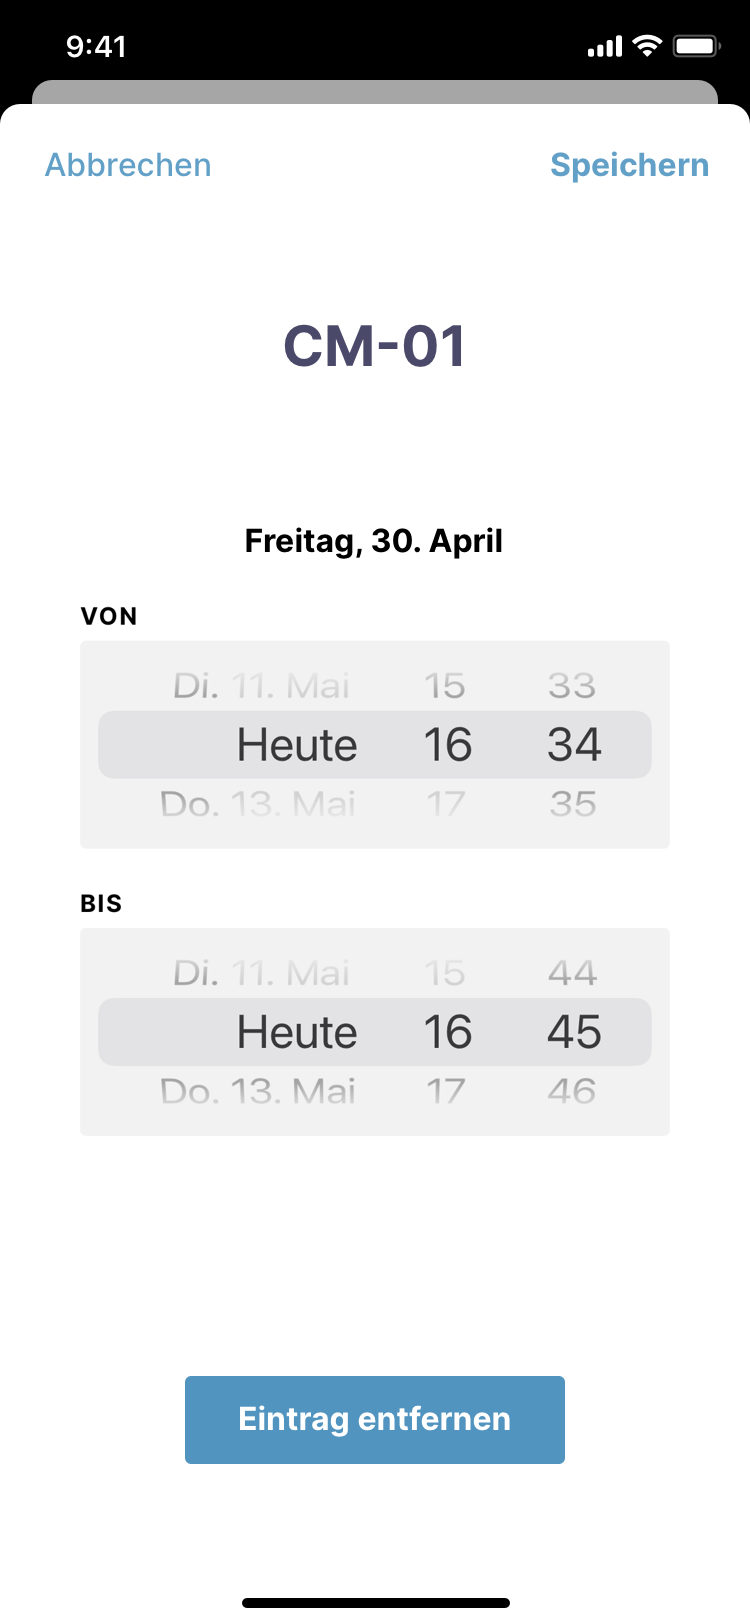 9:41
Abbrechen Speichern
CM-01
Freitag, 30. April
VON
Di. 11. Mai 15 33
Heute 16 34
Do. 13. Mai 17 35
BIS
Di. 11. Mai 15 44
Heute 16 45
Do. 13. Mai 17 46
Eintrag entfernen